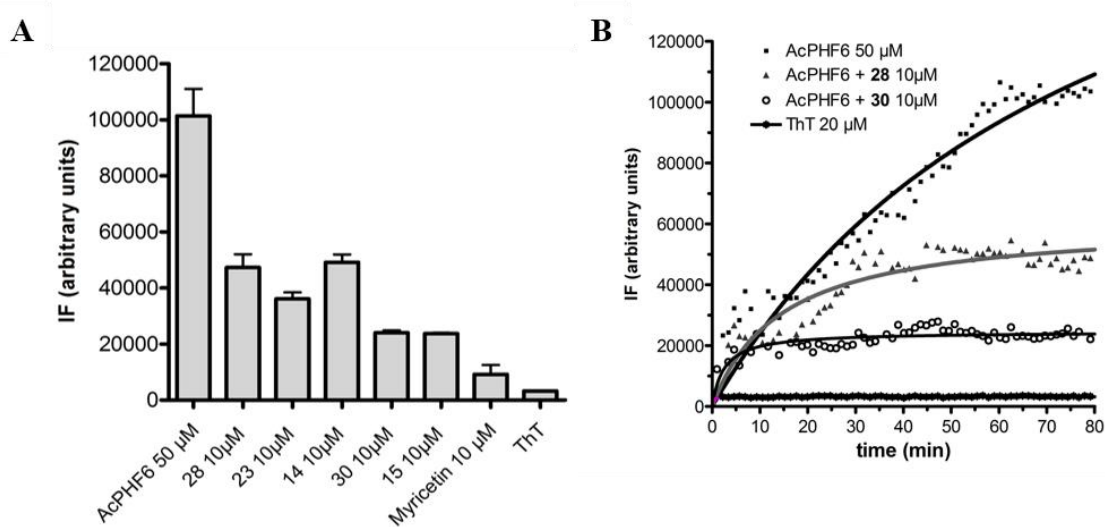 A
IF (arbitrary units)
120000
100000
80000
60000
40000
20000
0
AcPHF6 50 µM
28 10µM
23 10µM
14 10µM
30 10µM
15 10µM
Myricetin 10 µM
ThT
B
IF (arbitrary units)
120000
100000
80000
60000
40000
20000
0
AcPHF6 50 µM
AcPHF6 + 28 10µM
AcPHF6 + 30 10µM
ThT 20 µM
0 10 20 30 40 50 60 70 80
time (min)